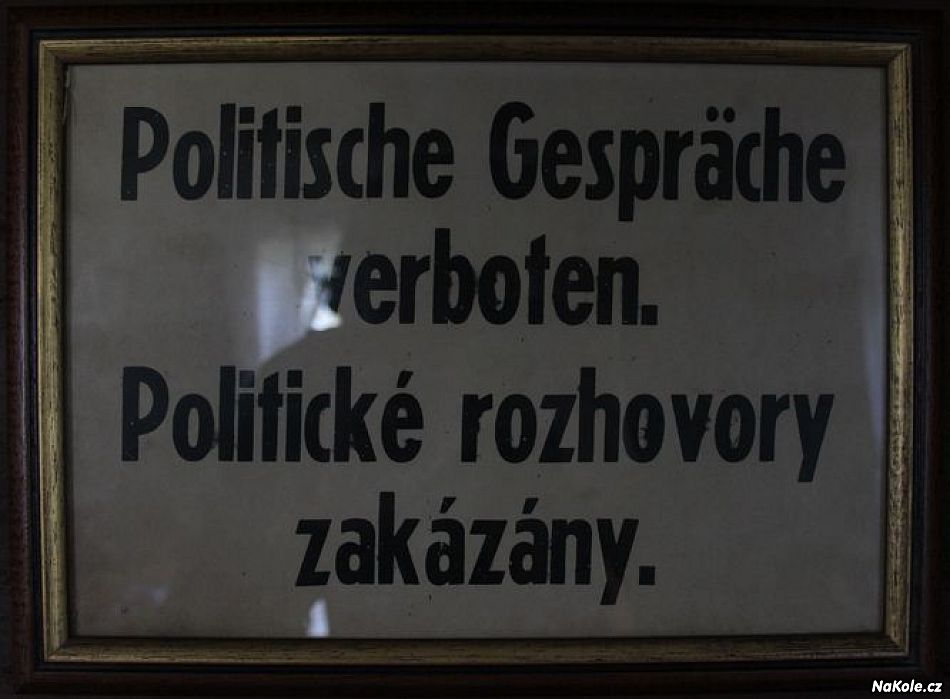 Politische Gespräche
verboten.
Politické rozhovory
zakázány.
NaKole.cz